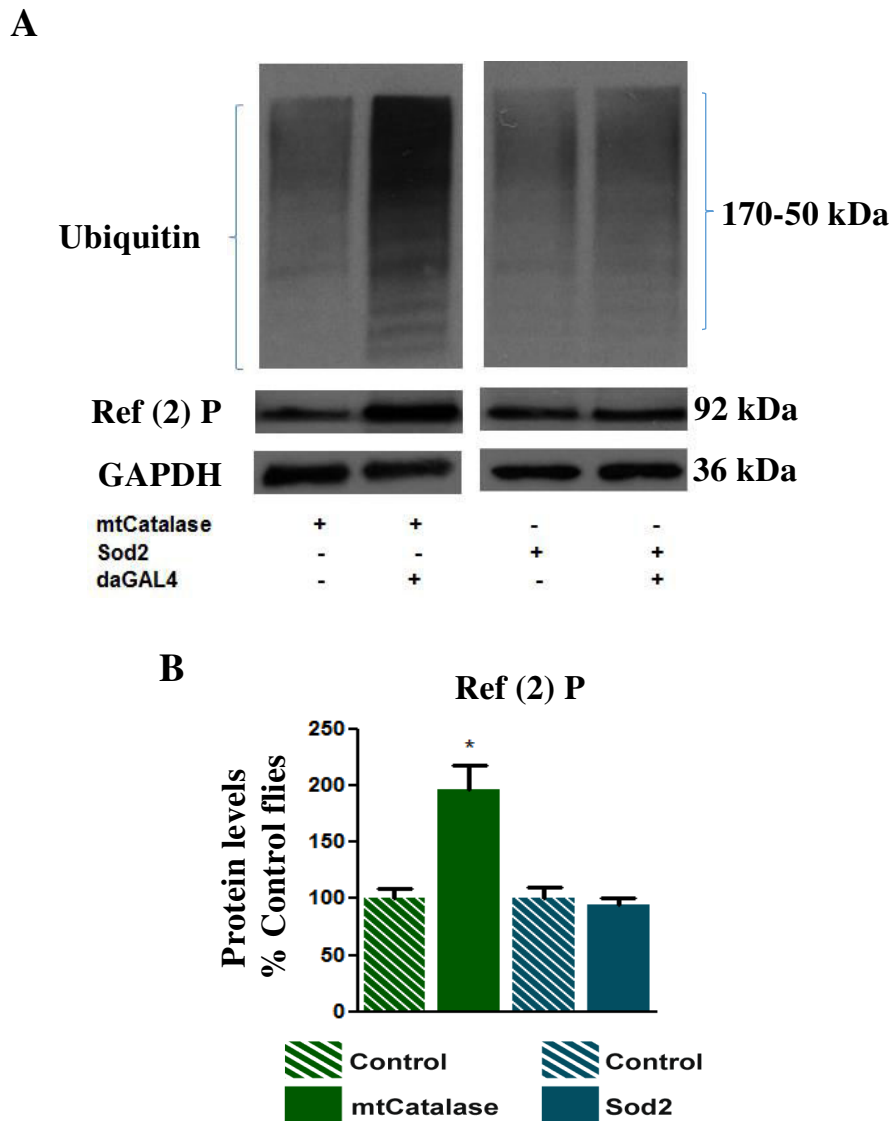 A
Ubiquitin
170-50 kDa
Ref (2) P
92 kDa
GAPDH
36 kDa
mtCatalase + + - -
Sod2 - - + +
daGAL4 - + - +
B
Ref (2) P
Protein levels
% Control flies
250
200
150
100
50
0
*
Control
Control
mtCatalase
Sod2